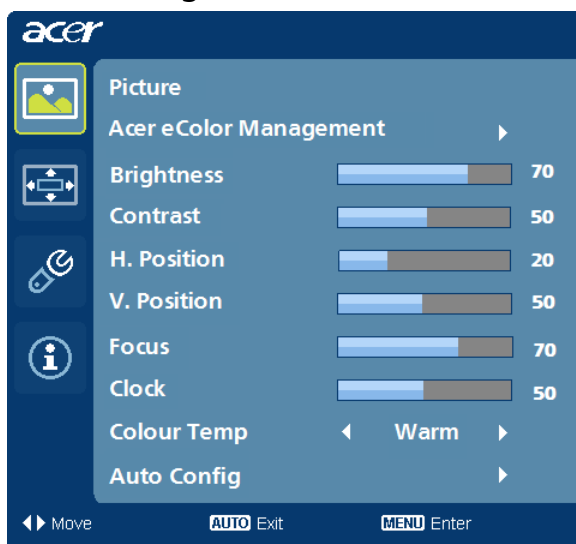 acer
Picture
Acer eColor Management
Brightness 70
Contrast 50
H. Position 20
V. Position 50
Focus 70
Clock 50
Colour Temp Warm
Auto Config
Move AUTO Exit MENU Enter